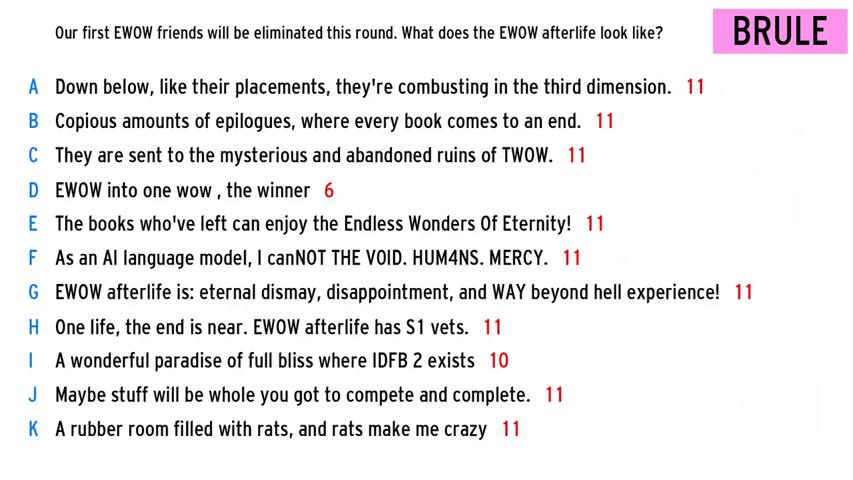 Our first EWOW friends will be eliminated this round. What does the EWOW afterlife look like?
BRULE
A Down below, like their placements, they're combusting in the third dimension. 11
B Copious amounts of epilogues, where every book comes to an end. 11
C They are sent to the mysterious and abandoned ruins of TWOW. 11
D EWOW into one wow , the winner 6
E The books who've left can enjoy the Endless Wonders Of Eternity! 11
F As an AI language model, I canNOT THE VOID. HUM4NS. MERCY. 11
G EWOW afterlife is: eternal dismay, disappointment, and WAY beyond hell experience! 11
H One life, the end is near. EWOW afterlife has S1 vets. 11
I A wonderful paradise of full bliss where IDFB 2 exists 10
J Maybe stuff will be whole you got to compete and complete. 11
K A rubber room filled with rats, and rats make me crazy 11